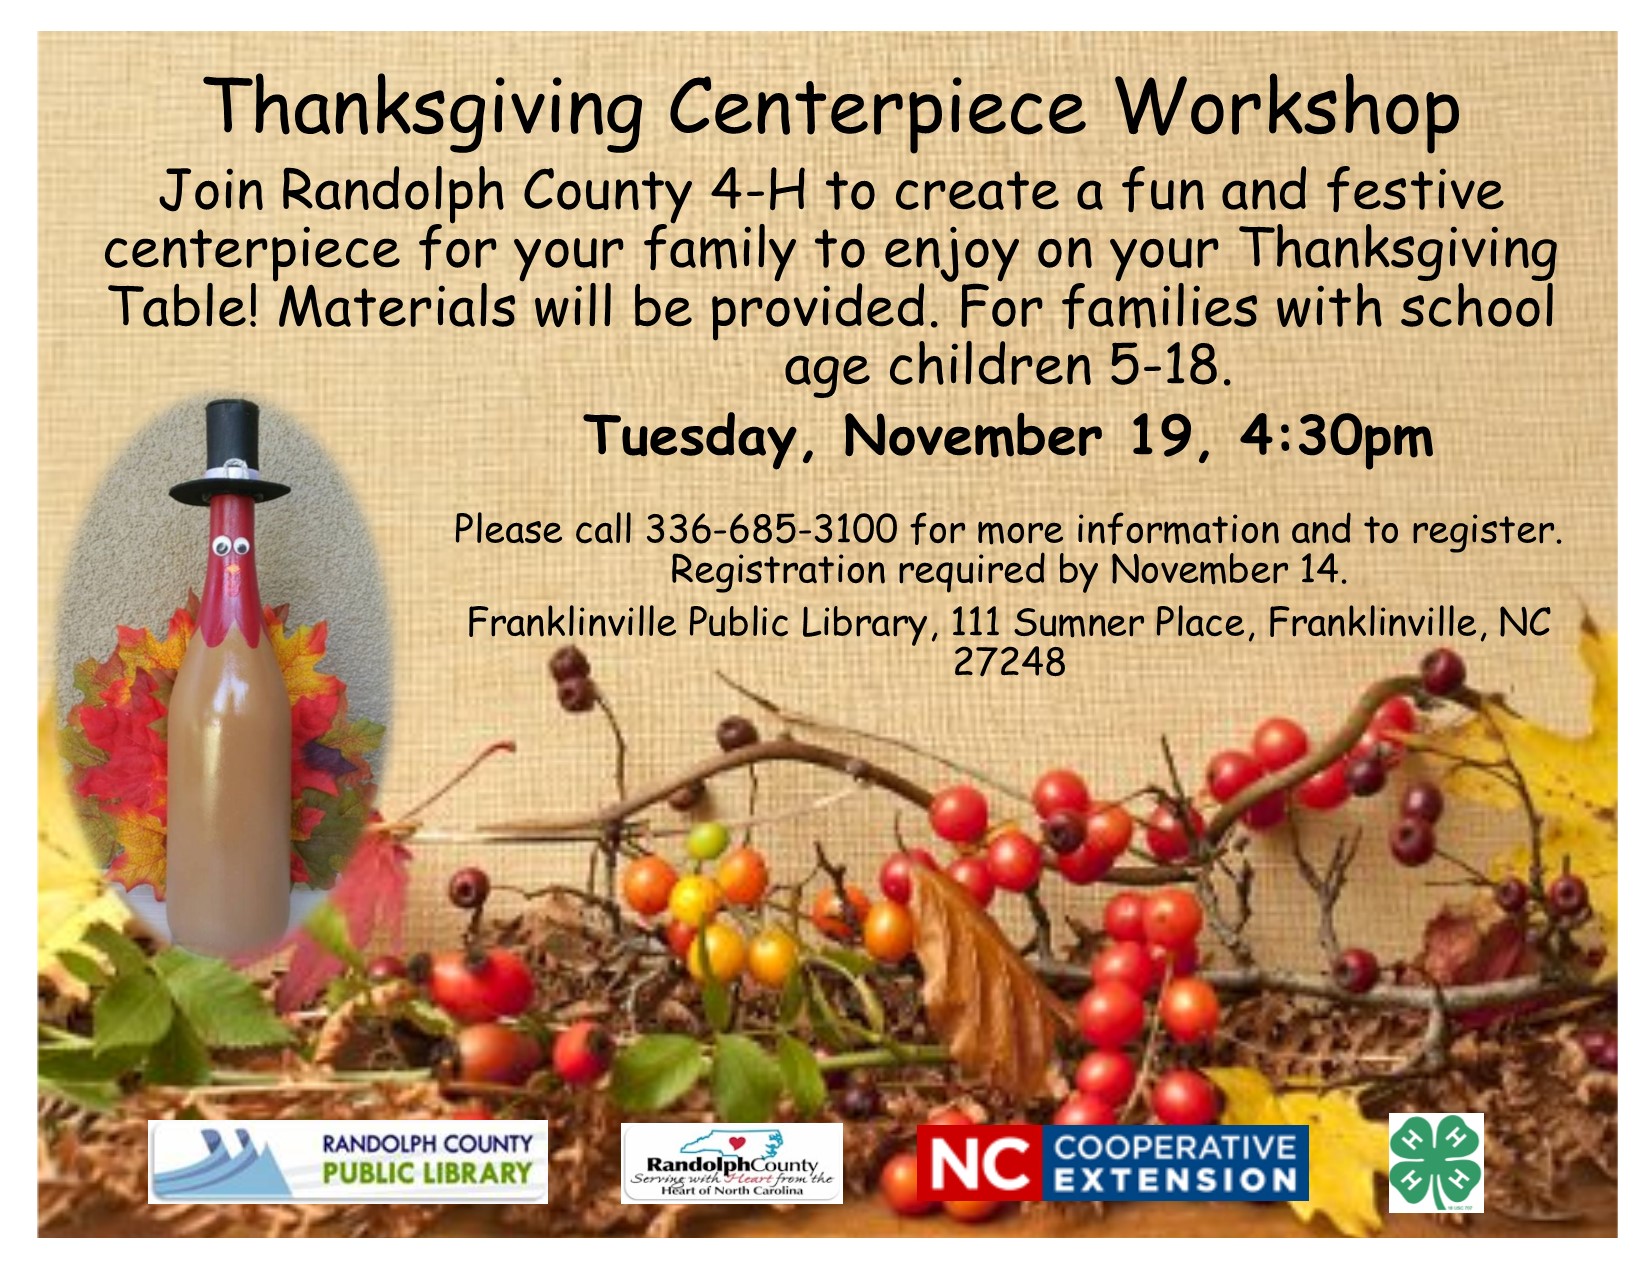 Thanksgiving Centerpiece Workshop
Join Randolph County 4-H to create a fun and festive
centerpiece for your family to enjoy on your Thanksgiving
Table! Materials will be provided. For families with school
age children 5-18.
Tuesday, November 19, 4:30pm
Please call 336-685-3100 for more information and to register.
Registration required by November 14.
Franklinville Public Library, 111 Sumner Place, Franklinville, NC
27248
RANDOLPH COUNTY
PUBLIC LIBRARY
RandolphCounty
Serving with Heart from the
Heart of North Carolina
NC COOPERATIVE
EXTENSION
H H
H H